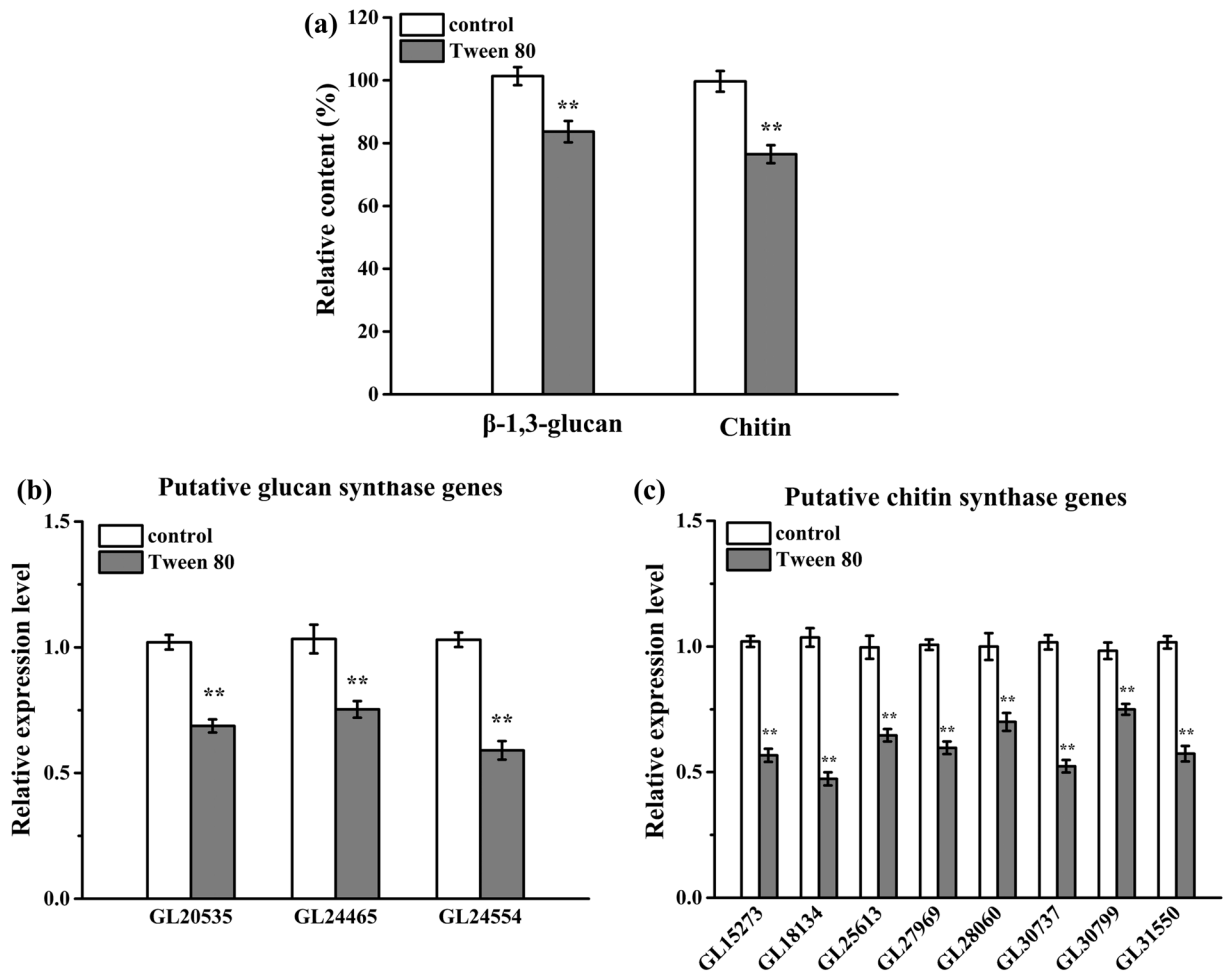 (a)
120
100
80
60
40
20
0
Relative content (%)
control
Tween 80
**
**
β-1,3-glucan
Chitin
(b)
Putative glucan synthase genes
1.5
1.0
0.5
0.0
Relative expression level
control
Tween 80
**
**
**
GL20535
GL24465
GL24554
(c)
Putative chitin synthase genes
1.5
1.0
0.5
0.0
Relative expression level
control
Tween 80
**
**
**
**
**
**
**
**
GL15273
GL18134
GL25613
GL27969
GL28060
GL30737
GL30799
GL31550